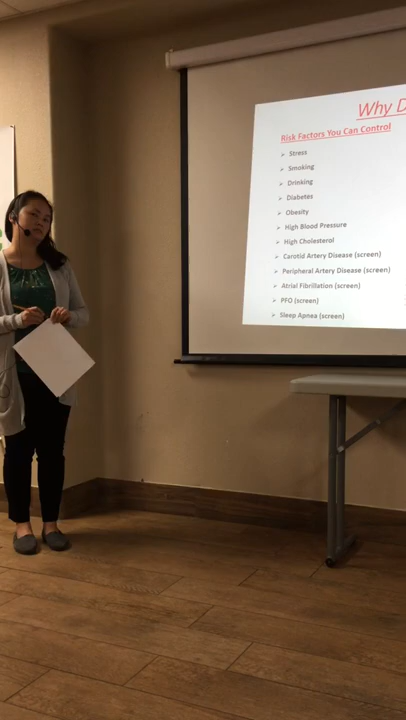 Why D
Risk Factors You Can Control
➢ Stress
➢ Smoking
➢ Drinking
➢ Diabetes
➢ Obesity
➢ High Blood Pressure
➢ High Cholesterol
➢ Carotid Artery Disease (screen)
➢ Peripheral Artery Disease (screen)
➢ Atrial Fibrillation (screen)
➢ PFO (screen)
➢ Sleep Apnea (screen)